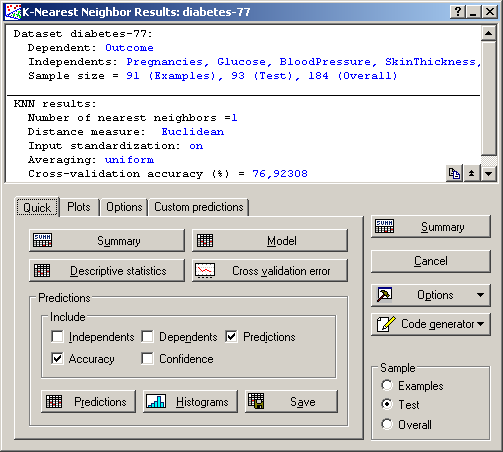 K-Nearest Neighbor Results: diabetes-77
Dataset diabetes-77:
Dependent: Outcome
Independents: Pregnancies, Glucose, BloodPressure, SkinThickness,
Sample size = 91 (Examples), 93 (Test), 184 (Overall)
KNN results:
Number of nearest neighbors =1
Distance measure: Euclidean
Input standardization: on
Averaging: uniform
Cross-validation accuracy (%) = 76,92308
Quick Plots Options Custom predictions
Summary Model
Descriptive statistics Cross validation error
Predictions
Include
Independents Dependents Predictions
Accuracy Confidence
Predictions Histograms Save
Summary
Cancel
Options
Code generator
Sample
Examples
Test
Overall